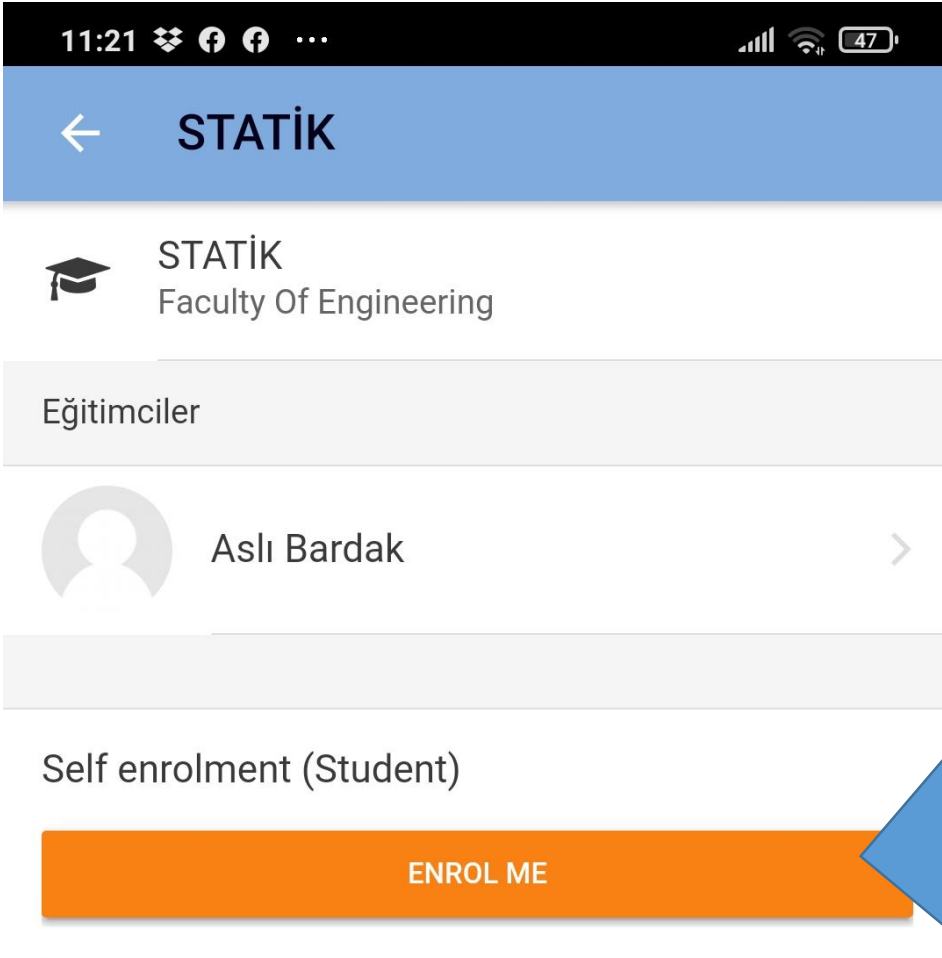 11:21
47
STATİK
STATİK
Faculty Of Engineering
Eğitimciler
Aslı Bardak
Self enrolment (Student)
ENROL ME